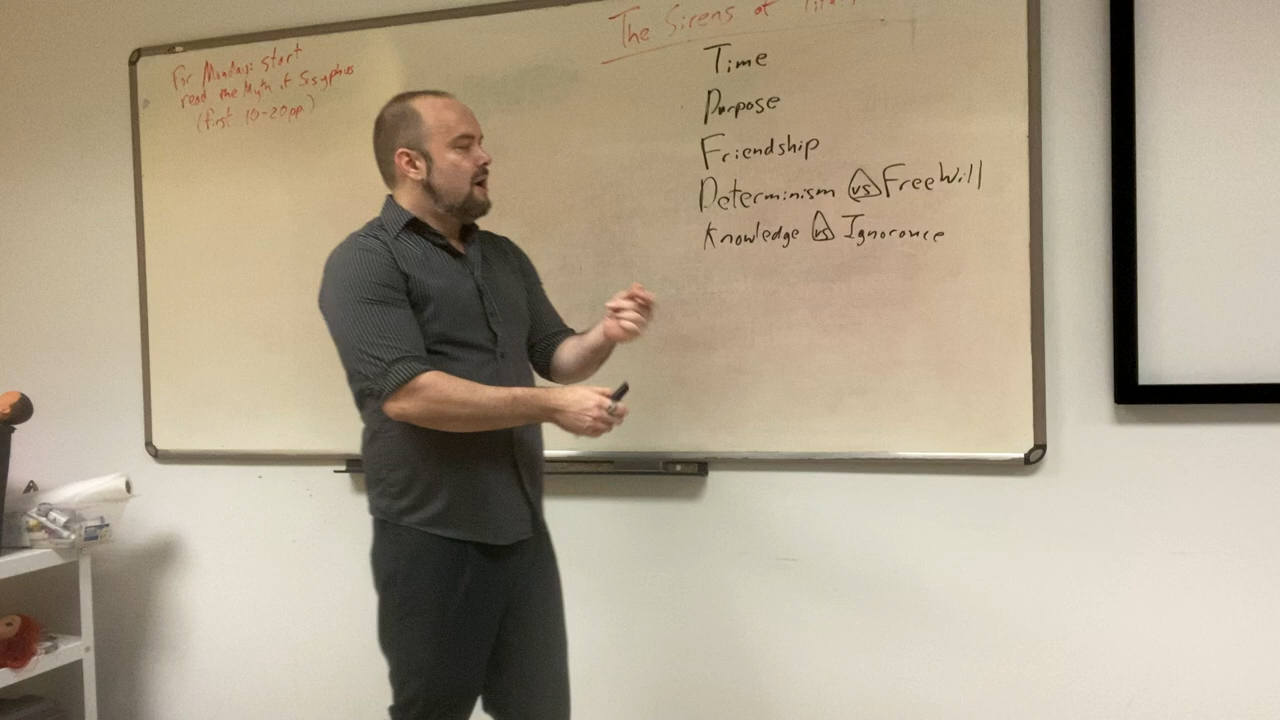 For Monday: start
read the Myth of Sisyphus
(first 10-20pp.)
The Sirens of Titan
Time
Purpose
Friendship
Determinism vs Free Will
Knowledge vs Ignorance